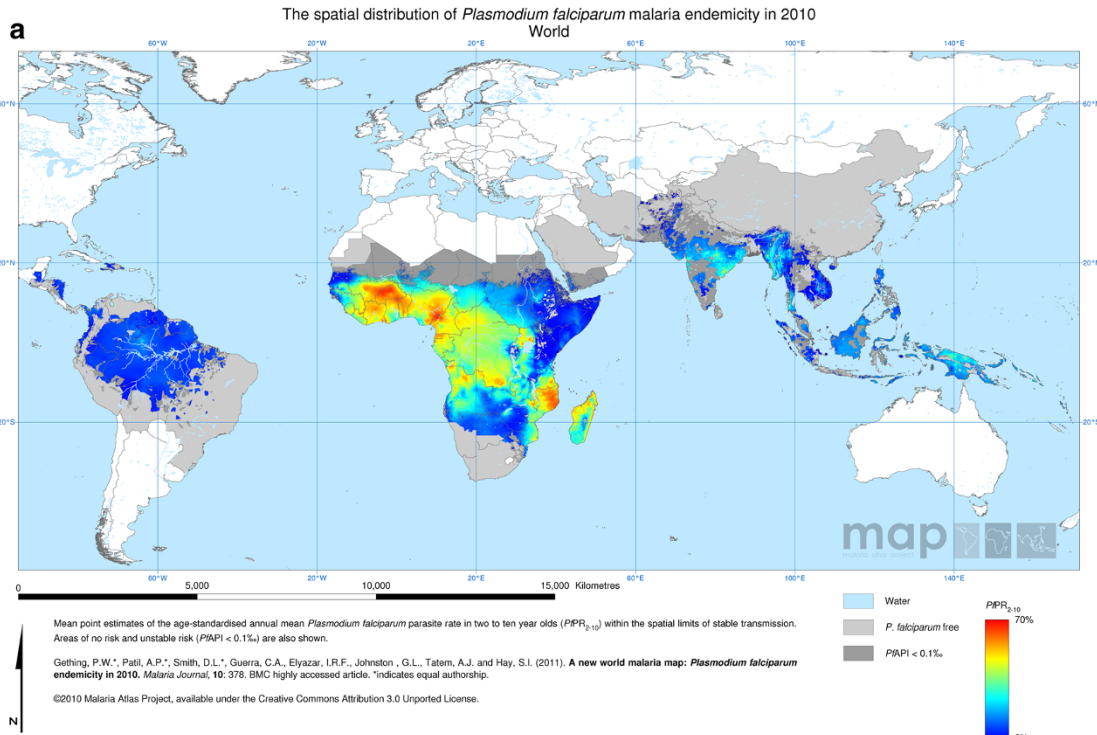 The spatial distribution of Plasmodium falciparum malaria endemicity in 2010
World
a
60°W 20°W 20°E 60°E 100°E 140°E
20°N 20°N
20°S 20°S
map
60°W 20°W 20°E 60°E 100°E 140°E
0 5,000 10,000 15,000 Kilometres
Mean point estimates of the age-standardised annual mean Plasmodium falciparum parasite rate in two to ten year olds (PfPR2-10) within the spatial limits of stable transmission.
Areas of no risk and unstable risk (PfAPI < 0.1‰) are also shown.
Gething, P.W.*, Patil, A.P.*, Smith, D.L.*, Guerra, C.A., Elyazar, I.R.F., Johnston , G.L., Tatem, A.J. and Hay, S.I. (2011). A new world malaria map: Plasmodium falciparum
endemicity in 2010. Malaria Journal, 10: 378. BMC highly accessed article. *indicates equal authorship.
©2010 Malaria Atlas Project, available under the Creative Commons Attribution 3.0 Unported License.
N
Water
P. falciparum free
PfAPI < 0.1‰
PfPR2-10
70%